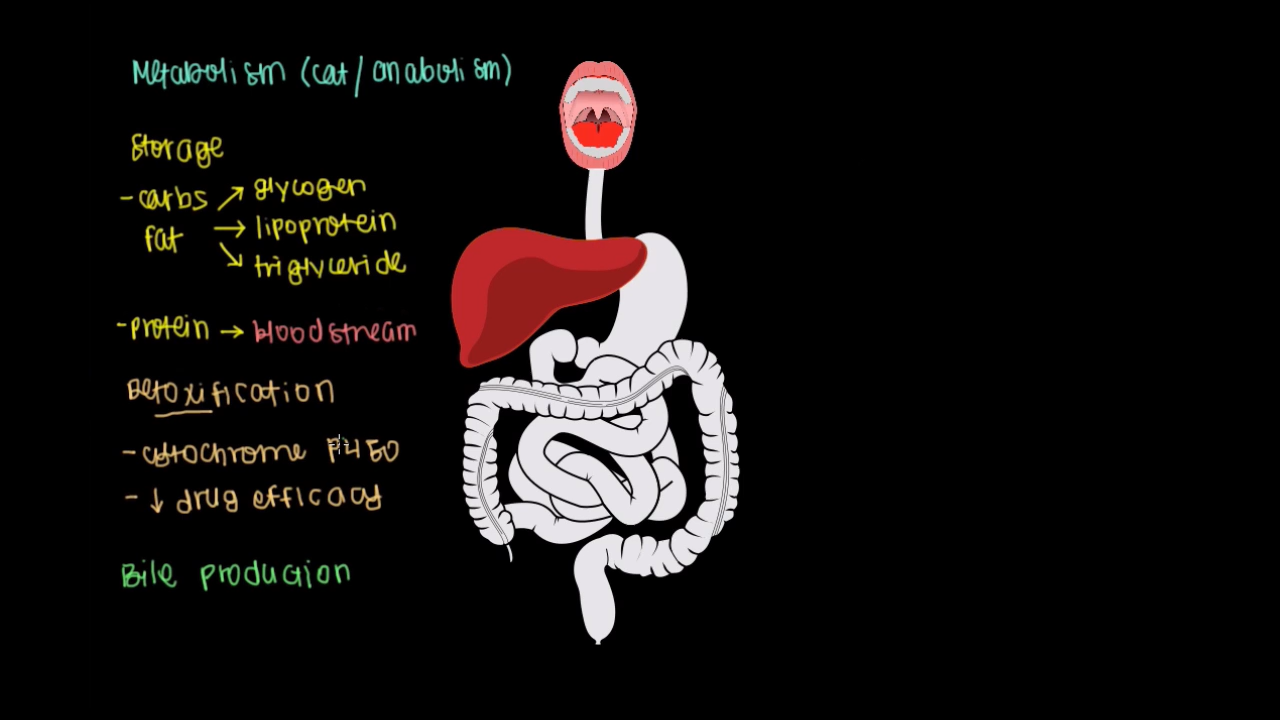 Metabolism (cat/anabolism)
Storage
- carbs ↗ glycogen
fat → lipoprotein
↘ triglyceride
- protein → bloodstream
Detoxification
- cytochrome P450
- ↓ drug efficacy
Bile production